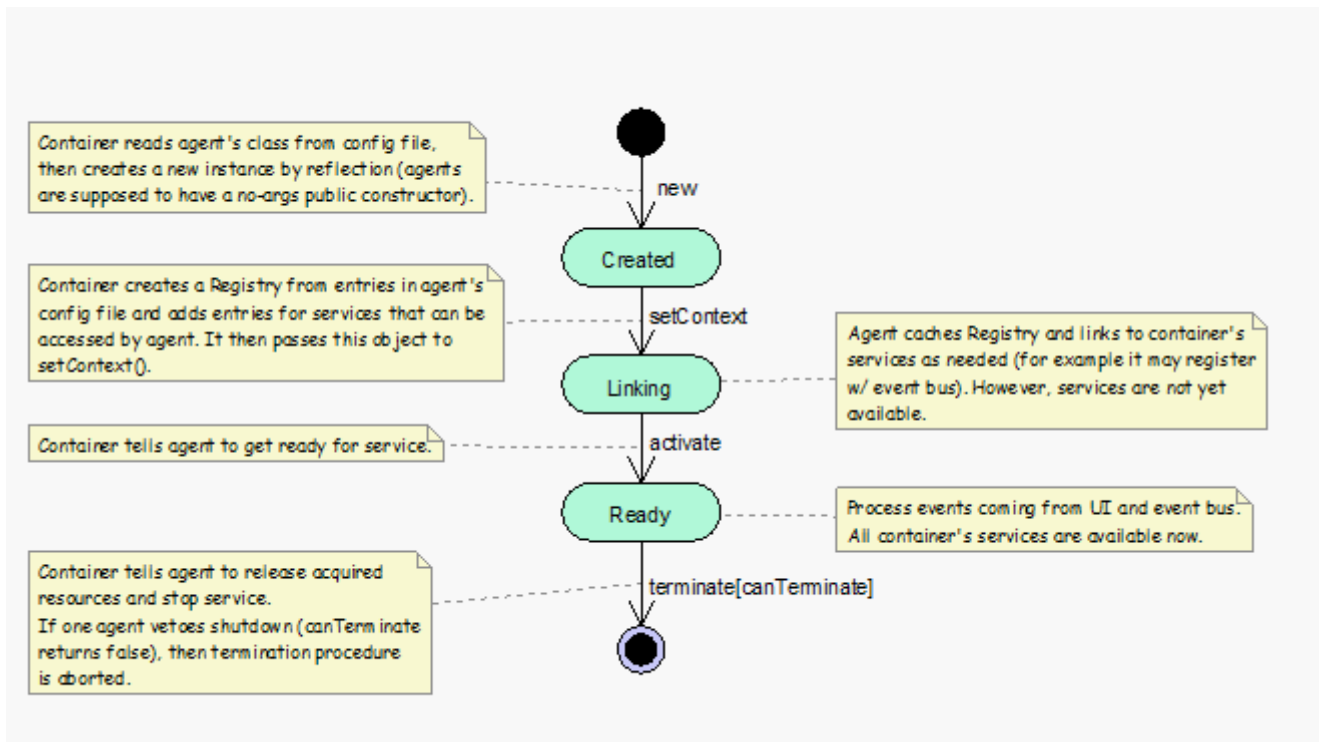 Container reads agent's class from config file,
then creates a new instance by reflection (agents
are supposed to have a no-args public constructor).
new
Created
Container creates a Registry from entries in agent's
config file and adds entries for services that can be
accessed by agent. It then passes this object to
setContext().
setContext
Agent caches Registry and links to container's
services as needed (for example it may register
w/ event bus). However, services are not yet
available.
Linking
Container tells agent to get ready for service.
activate
Ready
Process events coming from UI and event bus.
All container's services are available now.
Container tells agent to release acquired
resources and stop service.
If one agent vetoes shutdown (canTerminate
returns false), then termination procedure
is aborted.
terminate[canTerminate]